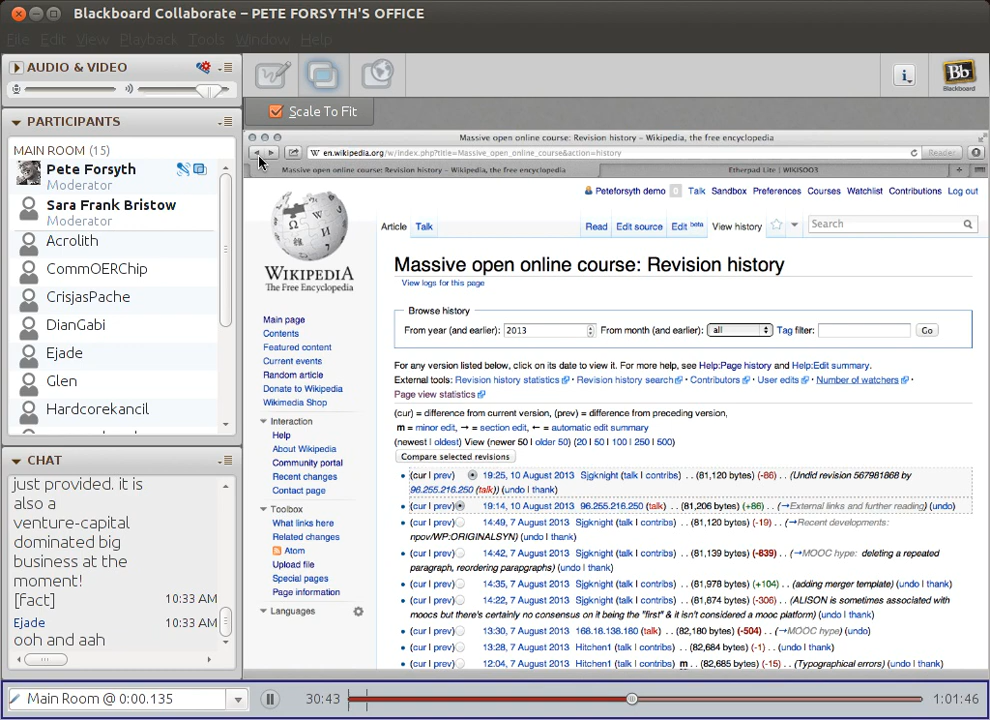 Blackboard Collaborate – PETE FORSYTH'S OFFICE
File Edit View Playback Tools Window Help
AUDIO & VIDEO
PARTICIPANTS
MAIN ROOM (15)
Pete Forsyth
Moderator
Sara Frank Bristow
Moderator
Acrolith
CommOERChip
CrisjasPache
DianGabi
Ejade
Glen
Hardcorekancil
CHAT
just provided. it is
also a
venture-capital
dominated big
business at the
moment!
[fact] 10:33 AM
Ejade 10:33 AM
ooh and aah
Main Room @ 0:00.135
30:43
1:01:46
i
Bb
Blackboard
Scale To Fit
Massive open online course: Revision history – Wikipedia, the free encyclopedia
W en.wikipedia.org/w/index.php?title=Massive_open_online_course&action=history
Reader
Massive open online course: Revision history – Wikipedia, the free encyclopedia
Etherpad Lite | WIKISOO3
Peteforsyth demo 0 Talk Sandbox Preferences Courses Watchlist Contributions Log out
Article Talk Read Edit source Edit beta View history Search
WIKIPEDIA
The Free Encyclopedia
Main page
Contents
Featured content
Current events
Random article
Donate to Wikipedia
Wikimedia Shop
Interaction
Help
About Wikipedia
Community portal
Recent changes
Contact page
Toolbox
What links here
Related changes
Atom
Upload file
Special pages
Page information
Languages
Massive open online course: Revision history
View logs for this page
Browse history
From year (and earlier): 2013 From month (and earlier): all Tag filter: Go
For any version listed below, click on its date to view it. For more help, see Help:Page history and Help:Edit summary.
External tools: Revision history statistics · Revision history search · Contributors · User edits · Number of watchers ·
Page view statistics
(cur) = difference from current version, (prev) = difference from preceding version,
m = minor edit, → = section edit, ← = automatic edit summary
(newest | oldest) View (newer 50 | older 50) (20 | 50 | 100 | 250 | 500)
Compare selected revisions
(cur | prev) 19:25, 10 August 2013 Sjgknight (talk | contribs) . . (81,120 bytes) (-86) . . (Undid revision 567981868 by
96.255.216.250 (talk)) (undo | thank)
(cur | prev) 19:14, 10 August 2013 96.255.216.250 (talk) . . (81,206 bytes) (+86) . . (→External links and further reading) (undo)
(cur | prev) 14:49, 7 August 2013 Sjgknight (talk | contribs) . . (81,120 bytes) (-19) . . (→Recent developments:
npov/WP:ORIGINALSYN) (undo | thank)
(cur | prev) 14:42, 7 August 2013 Sjgknight (talk | contribs) . . (81,139 bytes) (-839) . . (→MOOC hype: deleting a repeated
paragraph, reordering parapgraphs) (undo | thank)
(cur | prev) 14:35, 7 August 2013 Sjgknight (talk | contribs) . . (81,978 bytes) (+104) . . (adding merger template) (undo | thank)
(cur | prev) 14:22, 7 August 2013 Sjgknight (talk | contribs) . . (81,874 bytes) (-306) . . (ALISON is sometimes associated with
moocs but there's certainly no consensus on it being the "first" & it isn't considered a mooc platform) (undo | thank)
(cur | prev) 13:30, 7 August 2013 168.18.138.180 (talk) . . (82,180 bytes) (-504) . . (→MOOC hype) (undo)
(cur | prev) 13:28, 7 August 2013 Hitchen1 (talk | contribs) . . (82,684 bytes) (-1) . . (undo | thank)
(cur | prev) 12:04, 7 August 2013 Hitchen1 (talk | contribs) . . m . . (82,685 bytes) (-15) . . (Typographical errors) (undo | thank)